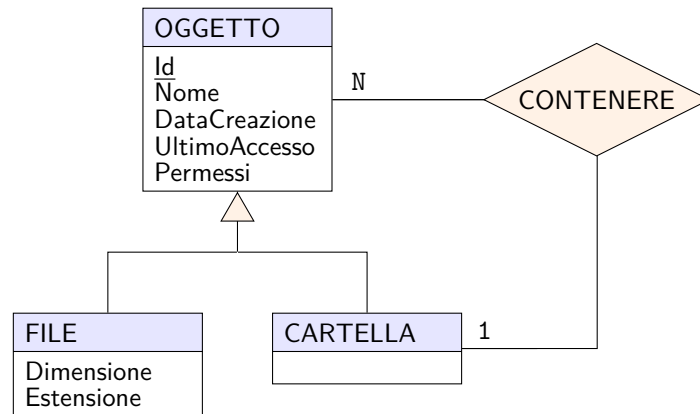 OGGETTO
Id
Nome
DataCreazione
UltimoAccesso
Permessi
N
CONTENERE
FILE
Dimensione
Estensione
CARTELLA
1